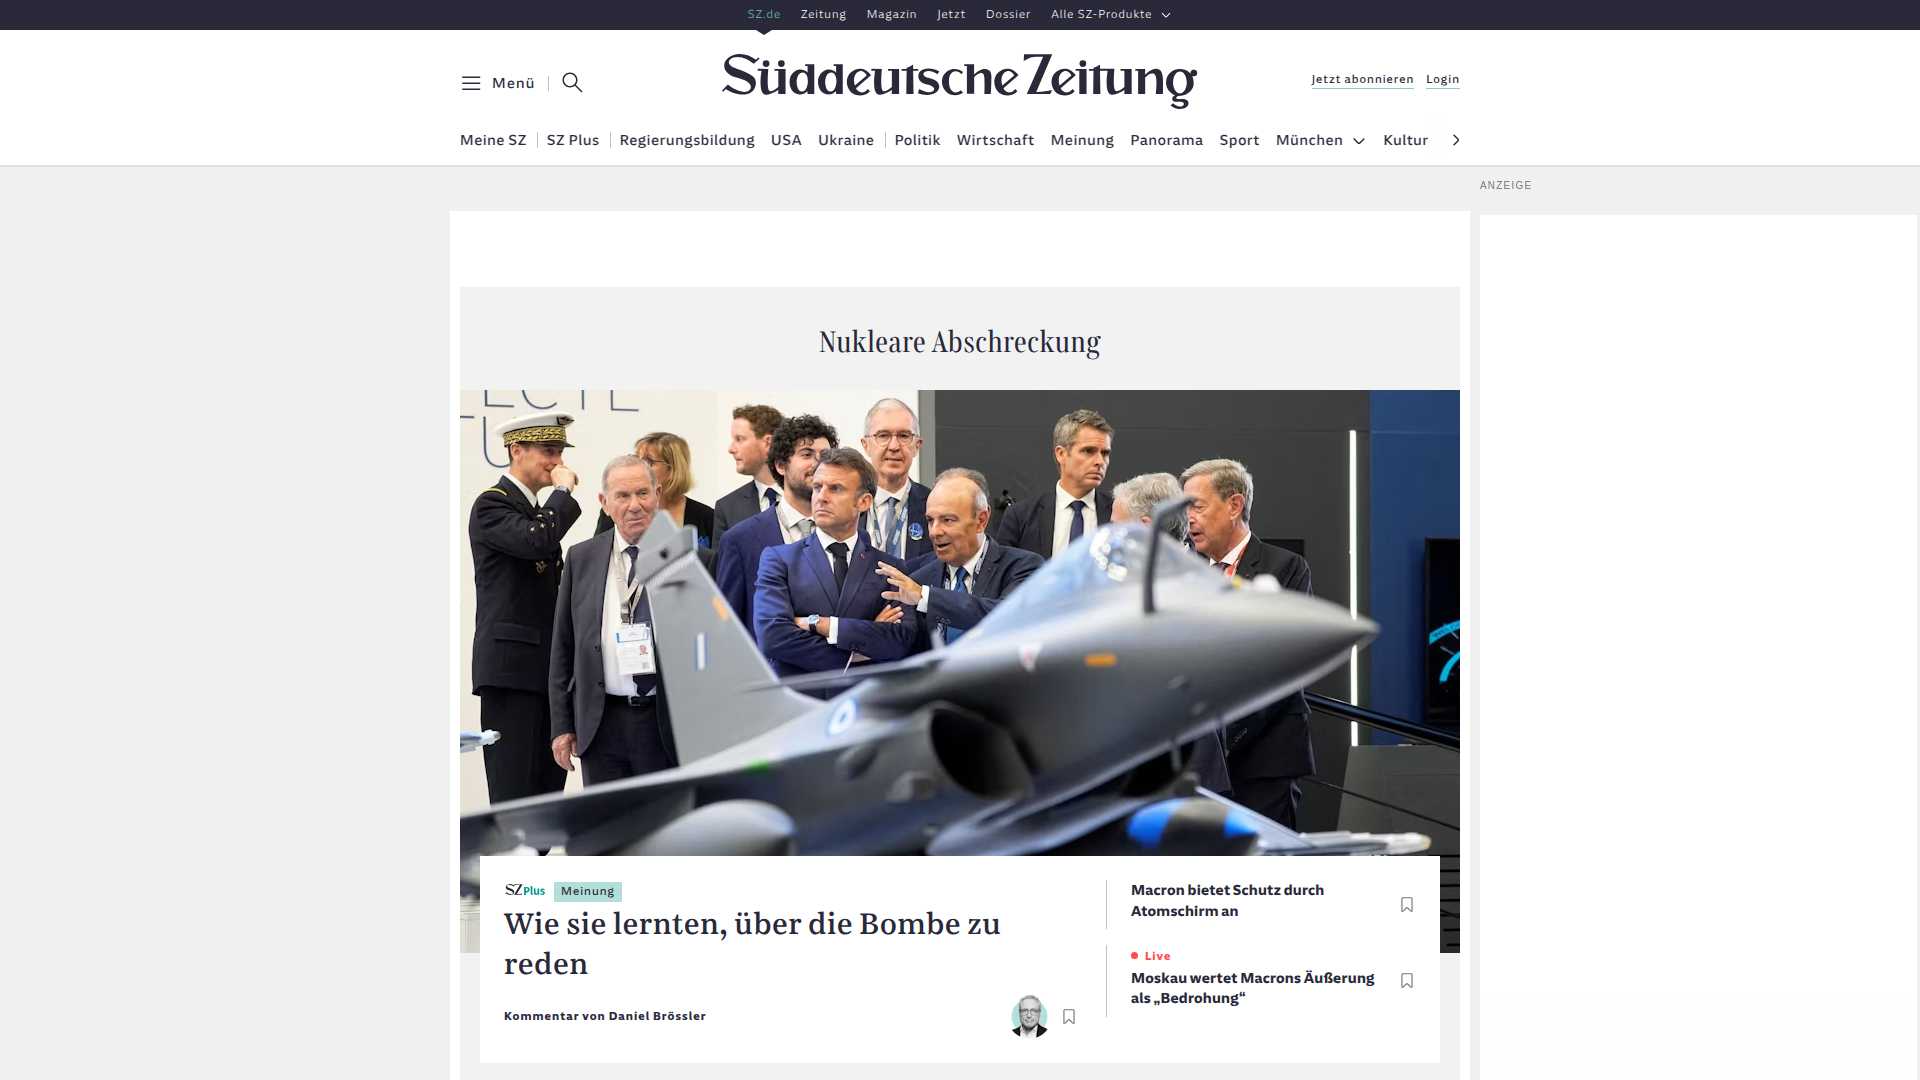 SZ.de Zeitung Magazin Jetzt Dossier Alle SZ-Produkte
Menü
Süddeutsche Zeitung
Jetzt abonnieren Login
Meine SZ SZ Plus Regierungsbildung USA Ukraine Politik Wirtschaft Meinung Panorama Sport München Kultur
ANZEIGE
Nukleare Abschreckung
SZ Plus Meinung
Wie sie lernten, über die Bombe zu
reden
Kommentar von Daniel Brössler
Macron bietet Schutz durch
Atomschirm an
Live
Moskau wertet Macrons Äußerung
als „Bedrohung“